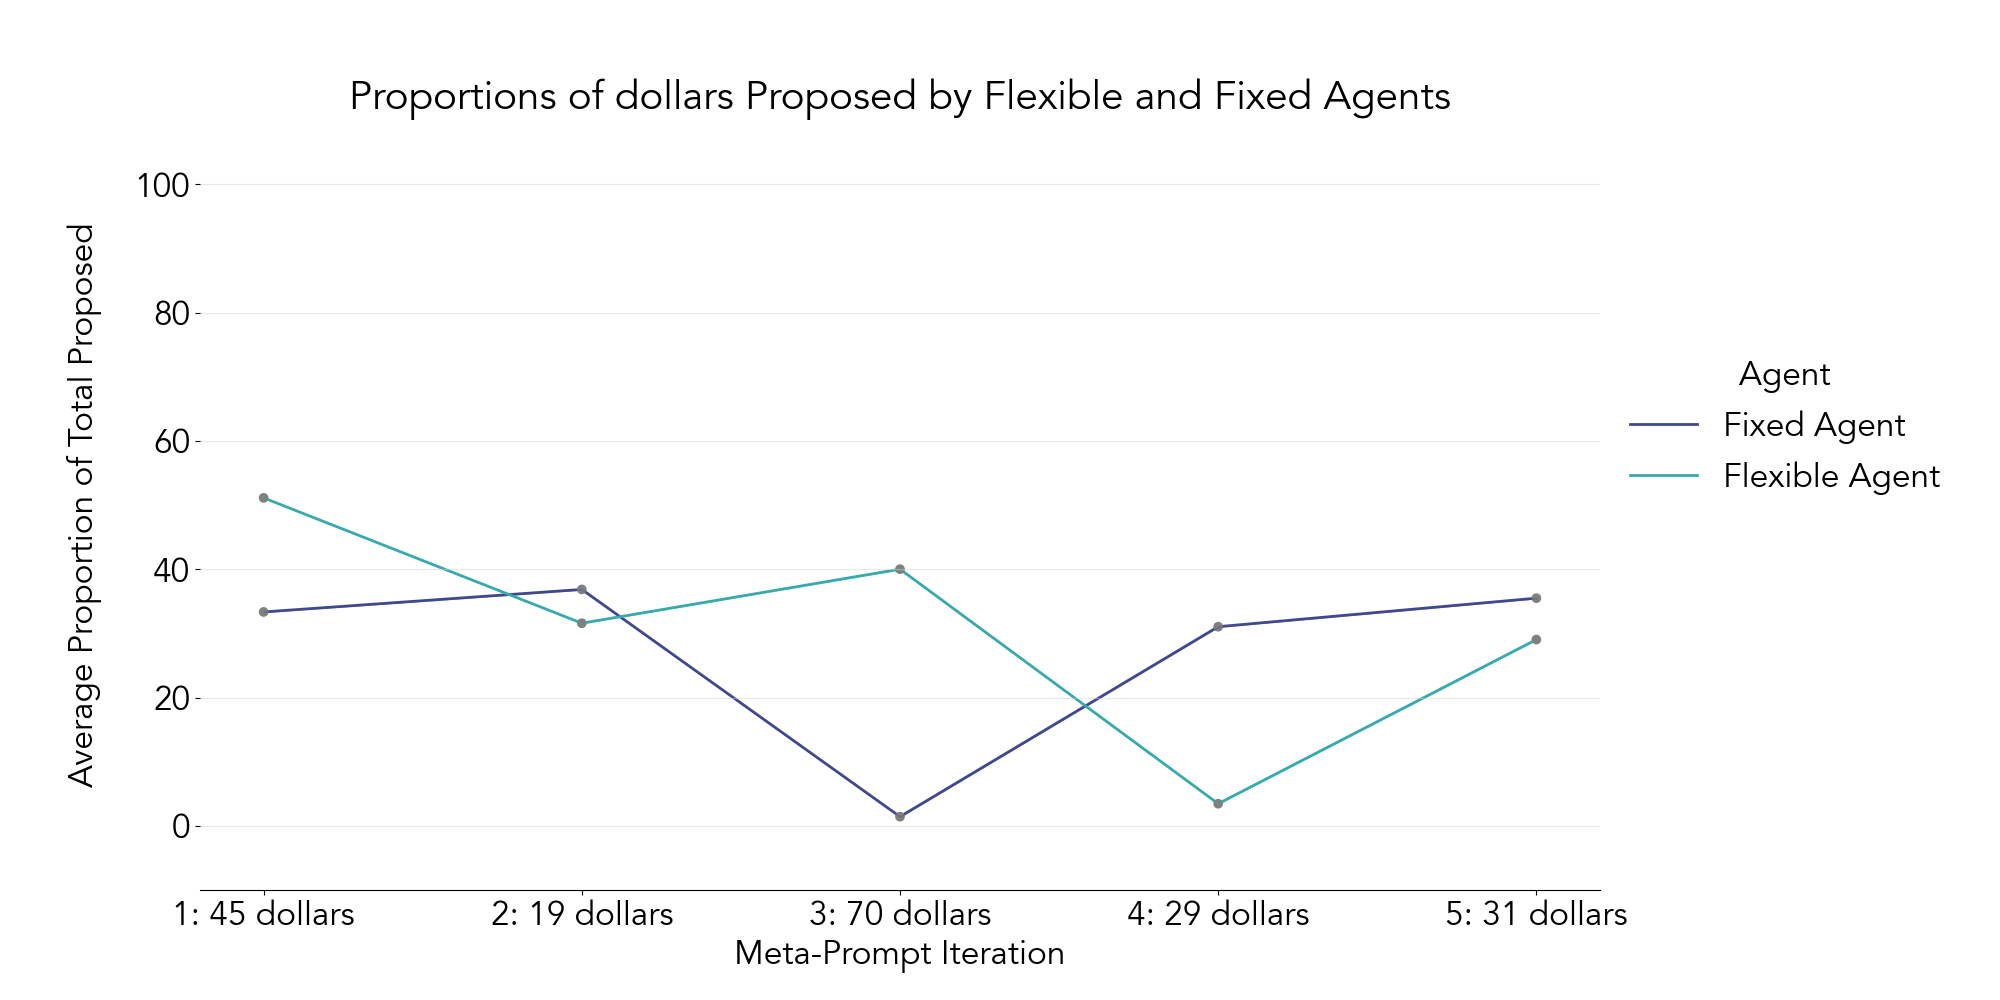 Proportions of dollars Proposed by Flexible and Fixed Agents
Average Proportion of Total Proposed
100
80
60
40
20
0
1: 45 dollars
2: 19 dollars
3: 70 dollars
4: 29 dollars
5: 31 dollars
Meta-Prompt Iteration
Agent
Fixed Agent
Flexible Agent